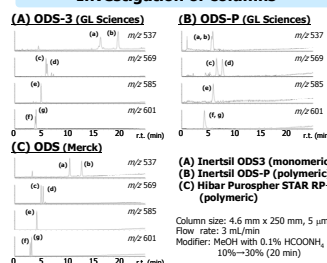 (A) ODS-3 (GL Sciences)
(a) (b) m/z 537
(c) (d) m/z 569
(e) m/z 585
(f) (g) m/z 601
0 5 10 15 20 r.t. (min)
(B) ODS-P (GL Sciences)
(a, b) m/z 537
(c) (d) m/z 569
(e) m/z 585
(f, g) m/z 601
0 5 10 15 20 r.t. (min)
(C) ODS (Merck)
(a) (b) m/z 537
(c) (d) m/z 569
(e) m/z 585
(f) (g) m/z 601
0 5 10 15 20 r.t. (min)
(A) Inertsil ODS3 (monomeric
(B) Inertsil ODS-P (polymeric
(C) Hibar Purospher STAR RP-
(polymeric)
Column size: 4.6 mm x 250 mm, 5 μm
Flow rate: 3 mL/min
Modifier: MeOH with 0.1% HCOONH4
10%→30% (20 min)